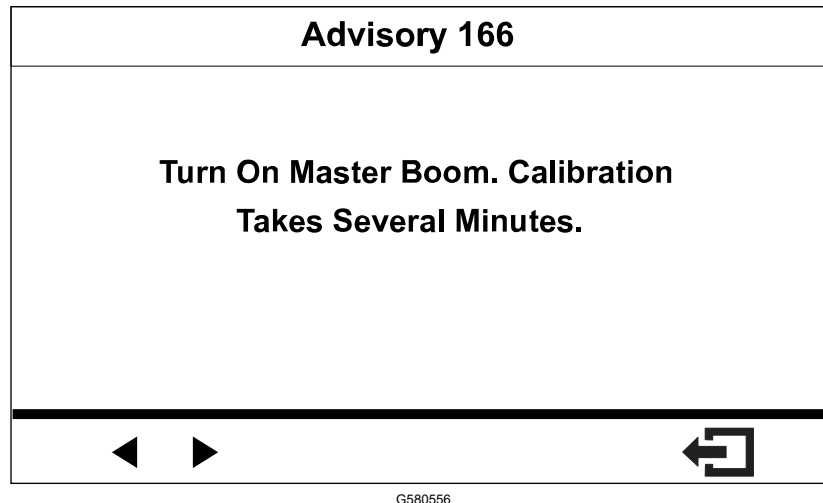 Advisory 166
Turn On Master Boom. Calibration
Takes Several Minutes.
G580556